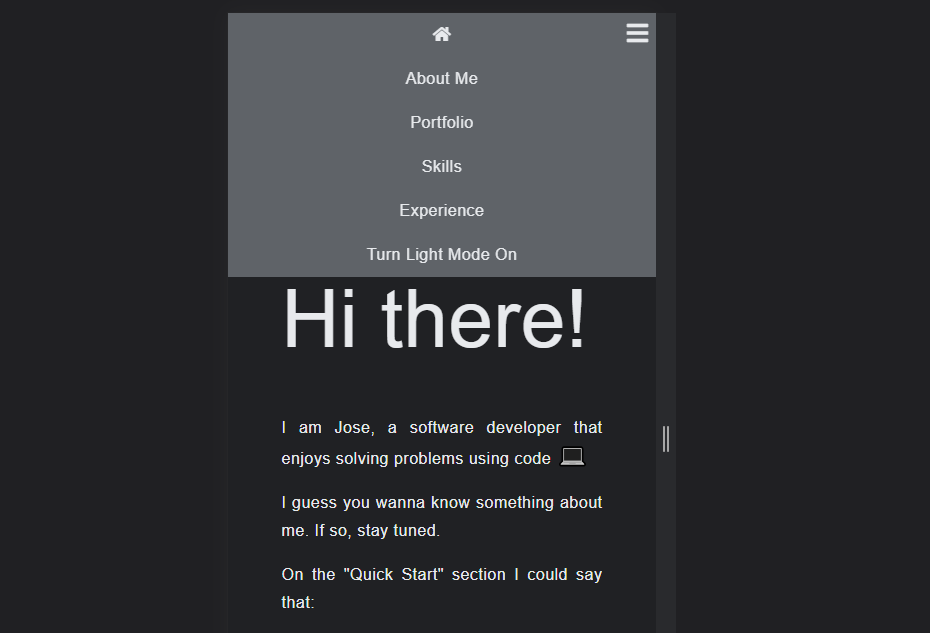 About Me
Portfolio
Skills
Experience
Turn Light Mode On
Hi there!
I am Jose, a software developer that
enjoys solving problems using code
I guess you wanna know something about
me. If so, stay tuned.
On the "Quick Start" section I could say
that: